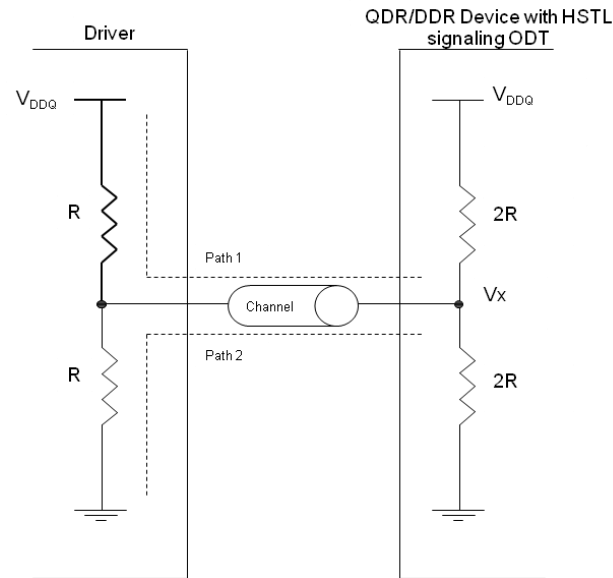 Driver
QDR/DDR Device with HSTL
signaling ODT
VDDQ
VDDQ
R
2R
Path 1
Channel
Vx
Path 2
R
2R